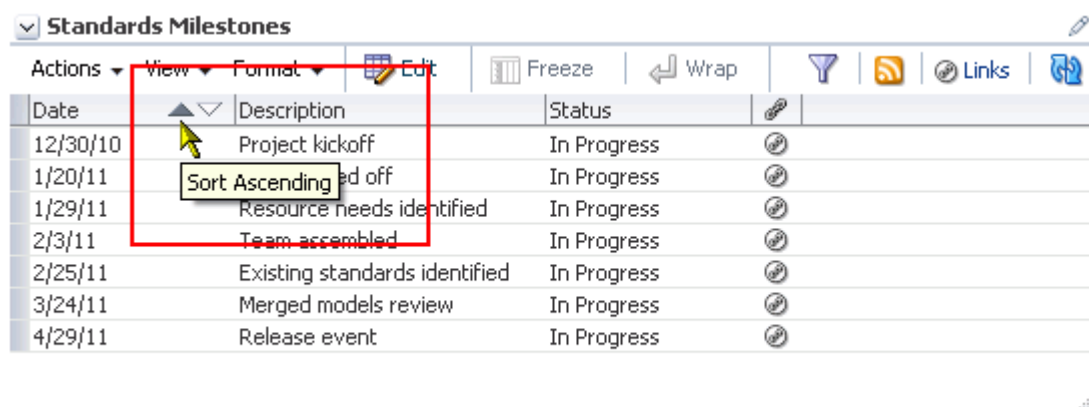 Standards Milestones
Actions View Format Edit Freeze Wrap Links
Date Description Status
12/30/10 Project kickoff In Progress
1/20/11 ed off In Progress
Sort Ascending
1/29/11 Resource needs identified In Progress
2/3/11 Team assembled In Progress
2/25/11 Existing standards identified In Progress
3/24/11 Merged models review In Progress
4/29/11 Release event In Progress